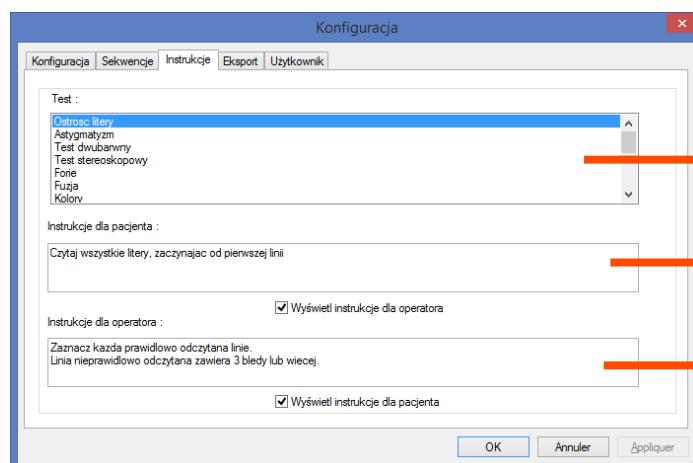 Konfiguracja
Konfiguracja Sekwencje Instrukcje Eksport Użytkownik
Test :
Ostrosc litery
Astygmatyzm
Test dwubarwny
Test stereoskopowy
Forie
Fuzja
Kolory
Instrukcje dla pacjenta :
Czytaj wszystkie litery, zaczynajac od pierwszej linii
Wyświetl instrukcje dla operatora
Instrukcje dla operatora :
Zaznacz kazda prawidlowo odczytana linie.
Linia nieprawidlowo odczytana zawiera 3 bledy lub wiecej.
Wyświetl instrukcje dla pacjenta
OK Annuler Appliquer